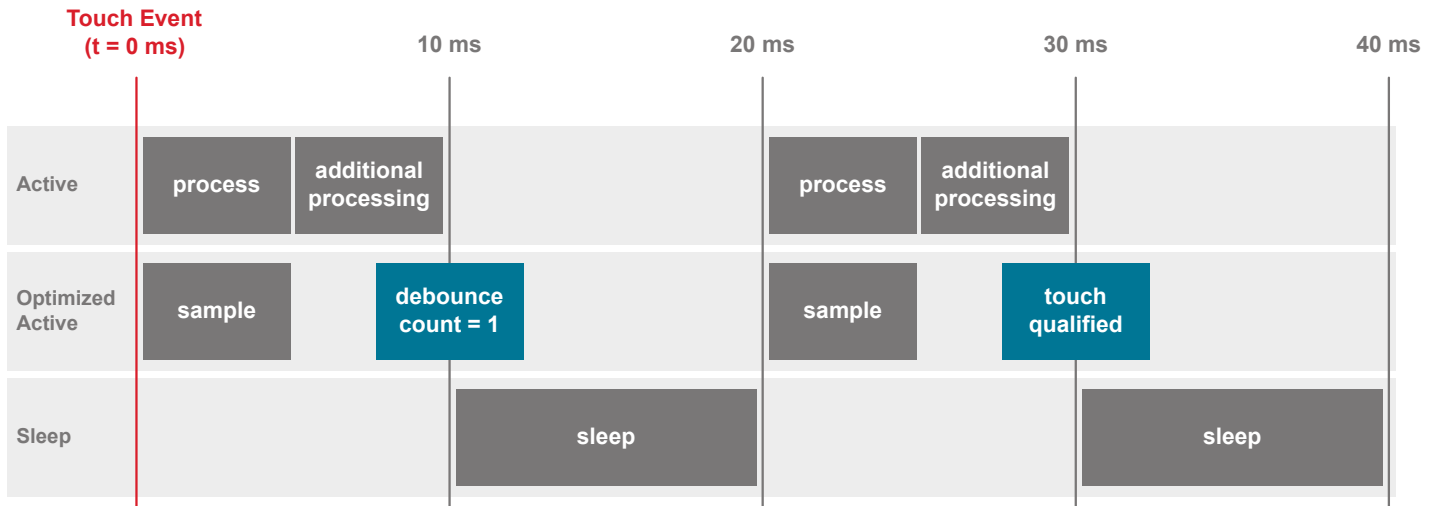 Touch Event
(t = 0 ms)
10 ms
20 ms
30 ms
40 ms
Active
process
additional
processing
process
additional
processing
Optimized
Active
sample
debounce
count = 1
sample
touch
qualified
Sleep
sleep
sleep